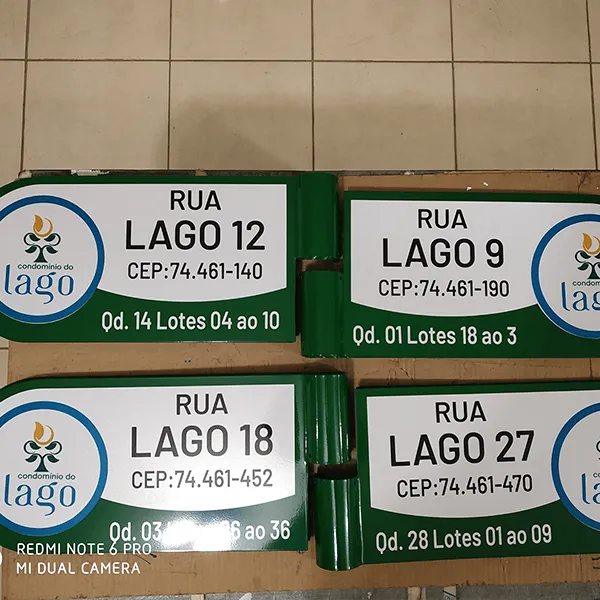 RUA
LAGO 12
CEP:74.461-140
Qd. 14 Lotes 04 ao 10
condomínio do
lago
RUA
LAGO 9
CEP:74.461-190
Qd. 01 Lotes 18 ao 3
RUA
LAGO 18
CEP:74.461-452
ao 36
condomínio do
lago
RUA
LAGO 27
CEP:74.461-470
Qd. 28 Lotes 01 ao 09
REDMI NOTE 6 PRO
MI DUAL CAMERA